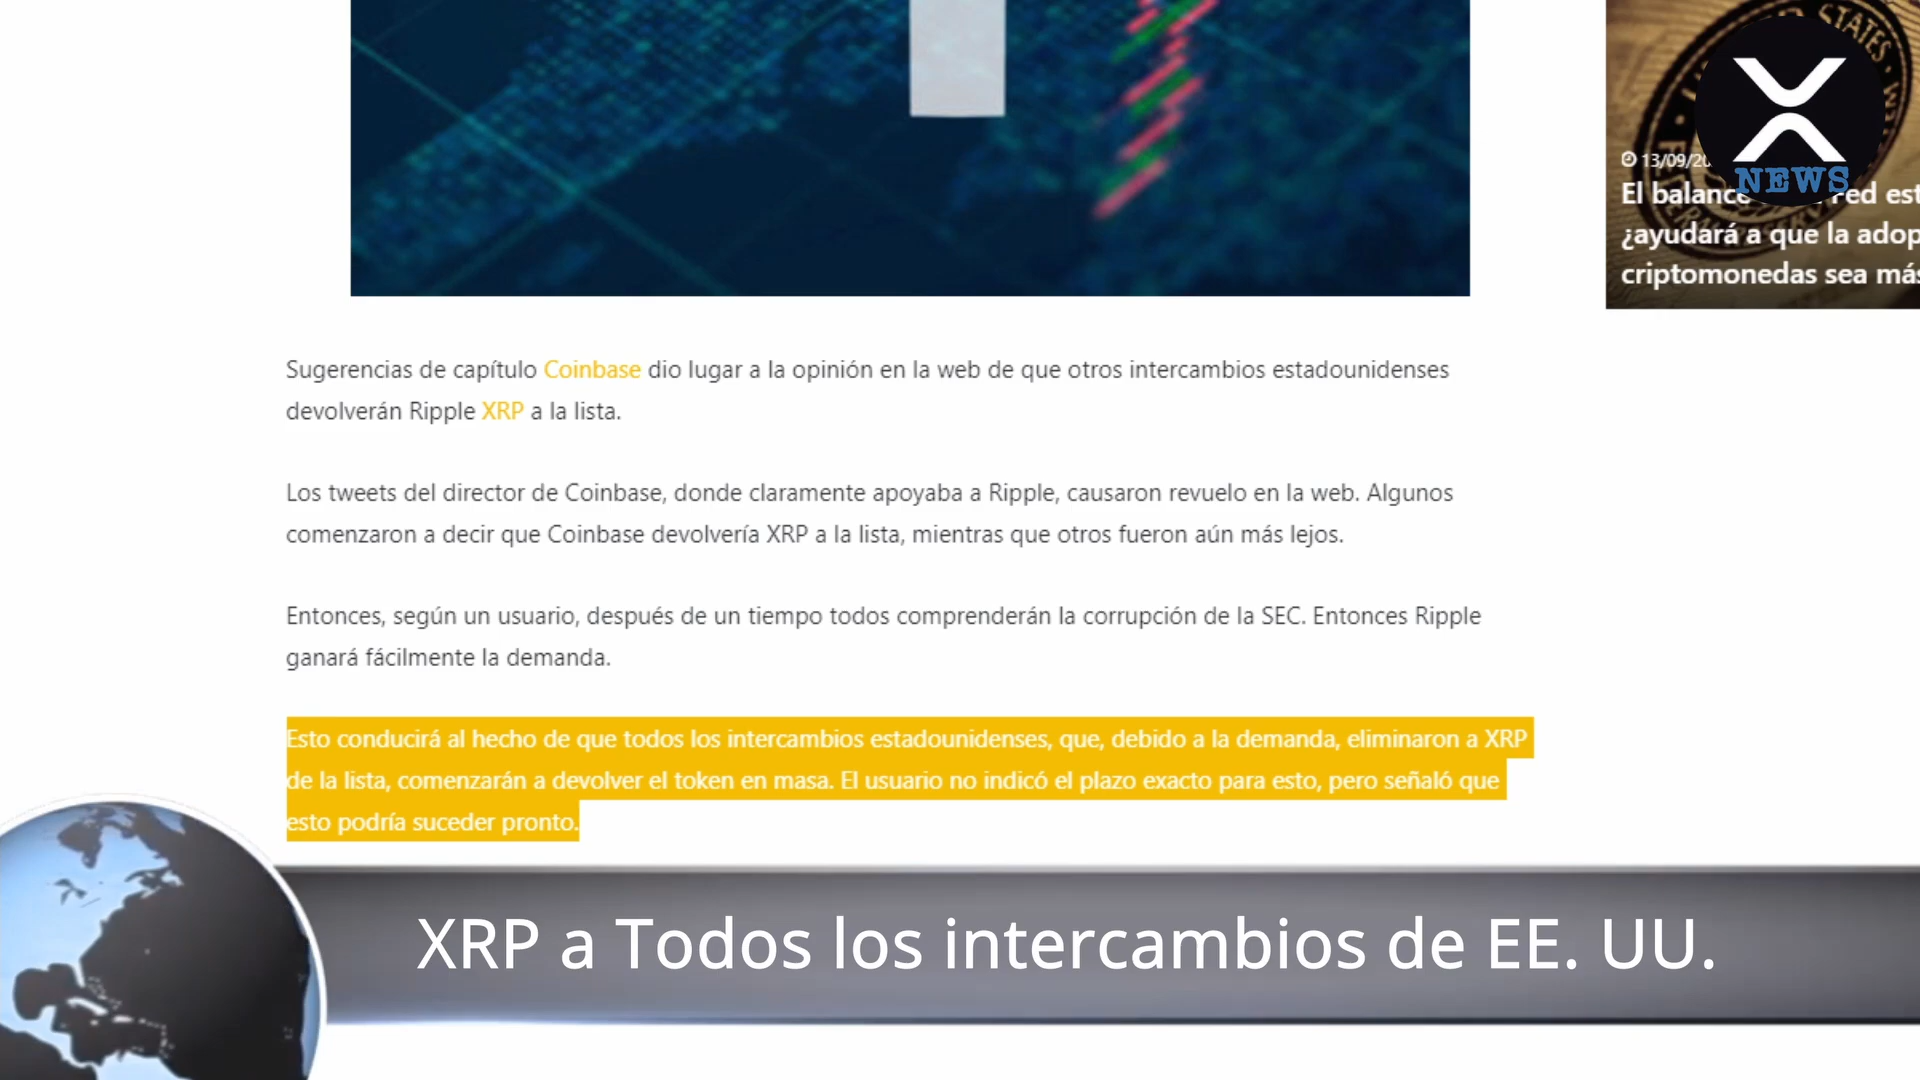 STATES
13/09/20
NEWS
El balance Fed est
¿ayudará a que la adop
criptomonedas sea más
Sugerencias de capítulo Coinbase dio lugar a la opinión en la web de que otros intercambios estadounidenses
devolverán Ripple XRP a la lista.
Los tweets del director de Coinbase, donde claramente apoyaba a Ripple, causaron revuelo en la web. Algunos
comenzaron a decir que Coinbase devolvería XRP a la lista, mientras que otros fueron aún más lejos.
Entonces, según un usuario, después de un tiempo todos comprenderán la corrupción de la SEC. Entonces Ripple
ganará fácilmente la demanda.
Esto conducirá al hecho de que todos los intercambios estadounidenses, que, debido a la demanda, eliminaron a XRP
de la lista, comenzarán a devolver el token en masa. El usuario no indicó el plazo exacto para esto, pero señaló que
esto podría suceder pronto.
XRP a Todos los intercambios de EE. UU.